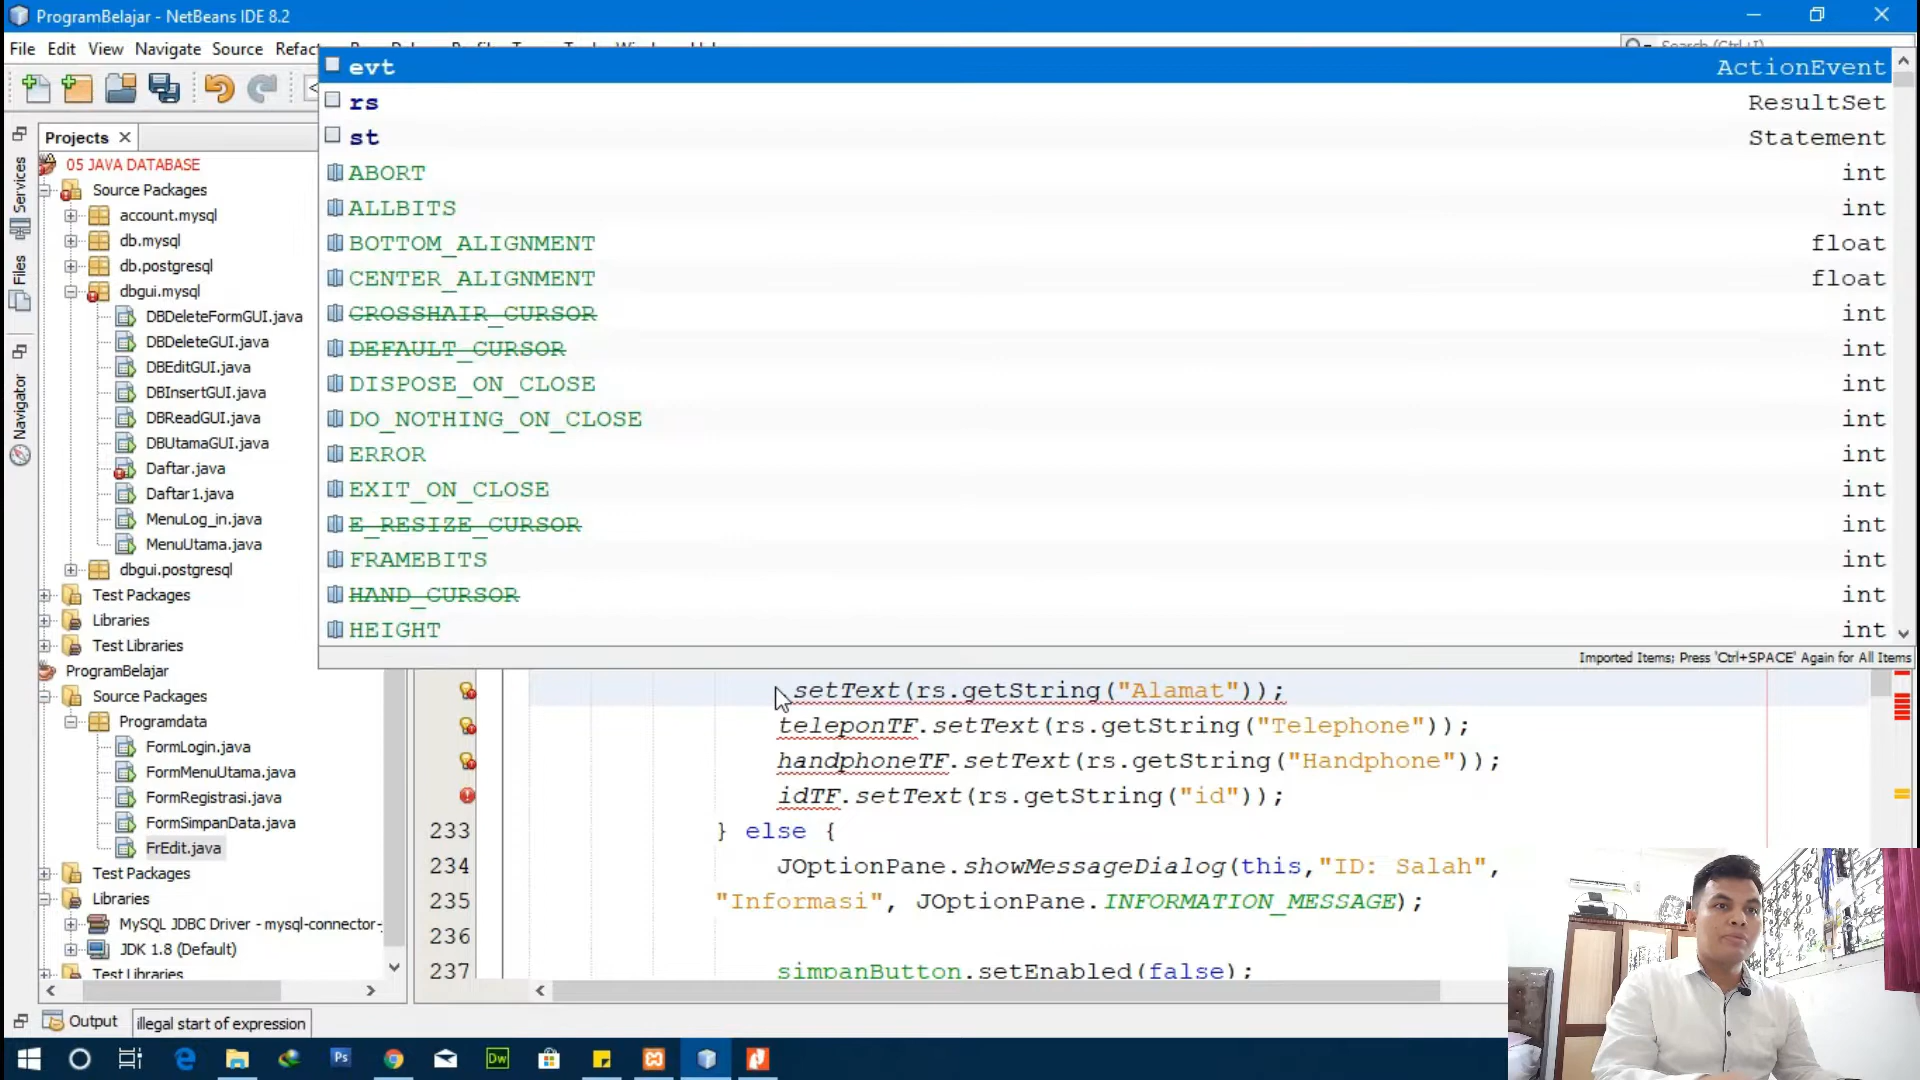 ProgramBelajar - NetBeans IDE 8.2
File Edit View Navigate Source Refact
Search (Ctrl+I)
evt ActionEvent
rs ResultSet
st Statement
ABORT int
ALLBITS int
BOTTOM_ALIGNMENT float
CENTER_ALIGNMENT float
CROSSHAIR_CURSOR int
DEFAULT_CURSOR int
DISPOSE_ON_CLOSE int
DO_NOTHING_ON_CLOSE int
ERROR int
EXIT_ON_CLOSE int
E_RESIZE_CURSOR int
FRAMEBITS int
HAND_CURSOR int
HEIGHT int
Imported Items; Press 'Ctrl+SPACE' Again for All Items
Services
Files
Navigator
Projects
05 JAVA DATABASE
Source Packages
account.mysql
db.mysql
db.postgresql
dbgui.mysql
DBDeleteFormGUI.java
DBDeleteGUI.java
DBEditGUI.java
DBInsertGUI.java
DBReadGUI.java
DBUtamaGUI.java
Daftar.java
Daftar1.java
MenuLog_in.java
MenuUtama.java
dbgui.postgresql
Test Packages
Libraries
Test Libraries
ProgramBelajar
Source Packages
Programdata
FormLogin.java
FormMenuUtama.java
FormRegistrasi.java
FormSimpanData.java
FrEdit.java
Test Packages
Libraries
MySQL JDBC Driver - mysql-connector-
JDK 1.8 (Default)
Test Libraries
.setText(rs.getString("Alamat"));
teleponTF.setText(rs.getString("Telephone"));
handphoneTF.setText(rs.getString("Handphone"));
idTF.setText(rs.getString("id"));
233 } else {
234 JOptionPane.showMessageDialog(this,"ID: Salah",
235 "Informasi", JOptionPane.INFORMATION_MESSAGE);
236
237 simpanButton.setEnabled(false);
Output
illegal start of expression
Ps
Dw